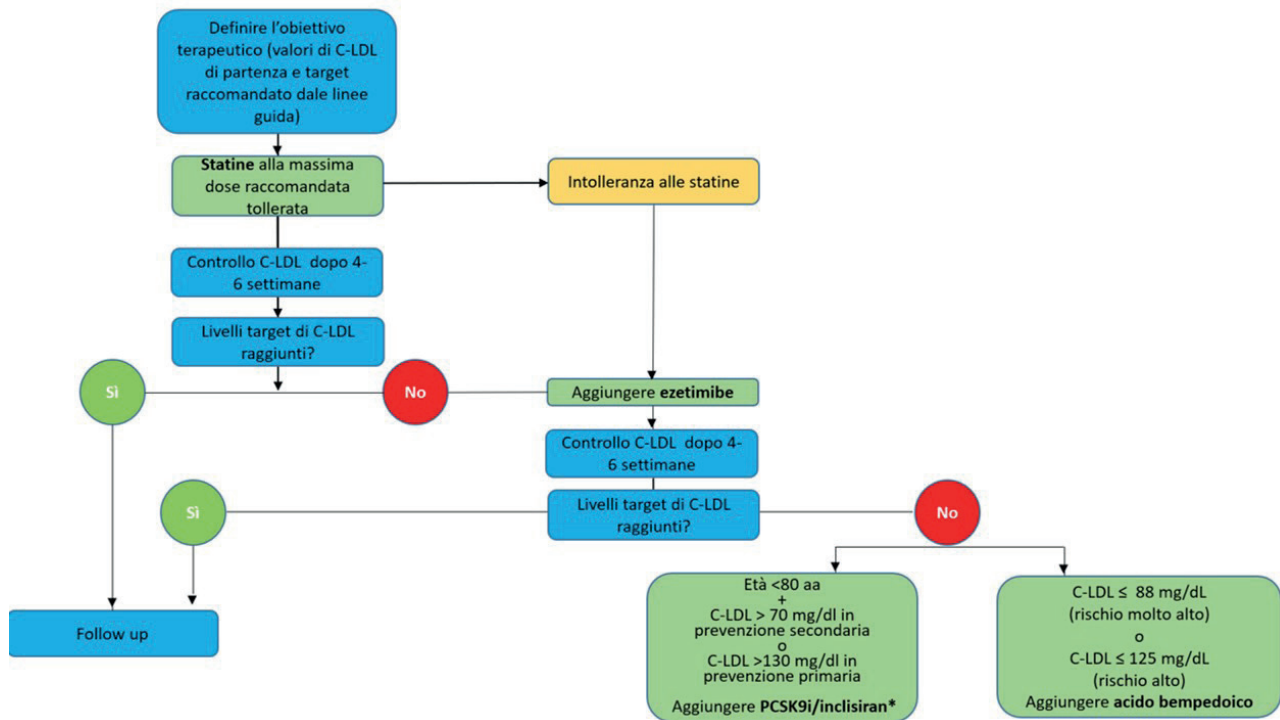 Definire l'obiettivo
terapeutico (valori di C-LDL
di partenza e target
raccomandato dale linee
guida)
Statine alla massima
dose raccomandata
tollerata
Intolleranza alle statine
Controllo C-LDL dopo 4-
6 settimane
Livelli target di C-LDL
raggiunti?
Sì
No
Aggiungere ezetimibe
Controllo C-LDL dopo 4-
6 settimane
Sì
Livelli target di C-LDL
raggiunti?
No
Follow up
Età <80 aa
+
C-LDL > 70 mg/dl in
prevenzione secondaria
o
C-LDL >130 mg/dl in
prevenzione primaria
Aggiungere PCSK9i/inclisiran*
C-LDL ≤ 88 mg/dL
(rischio molto alto)
o
C-LDL ≤ 125 mg/dL
(rischio alto)
Aggiungere acido bempedoico